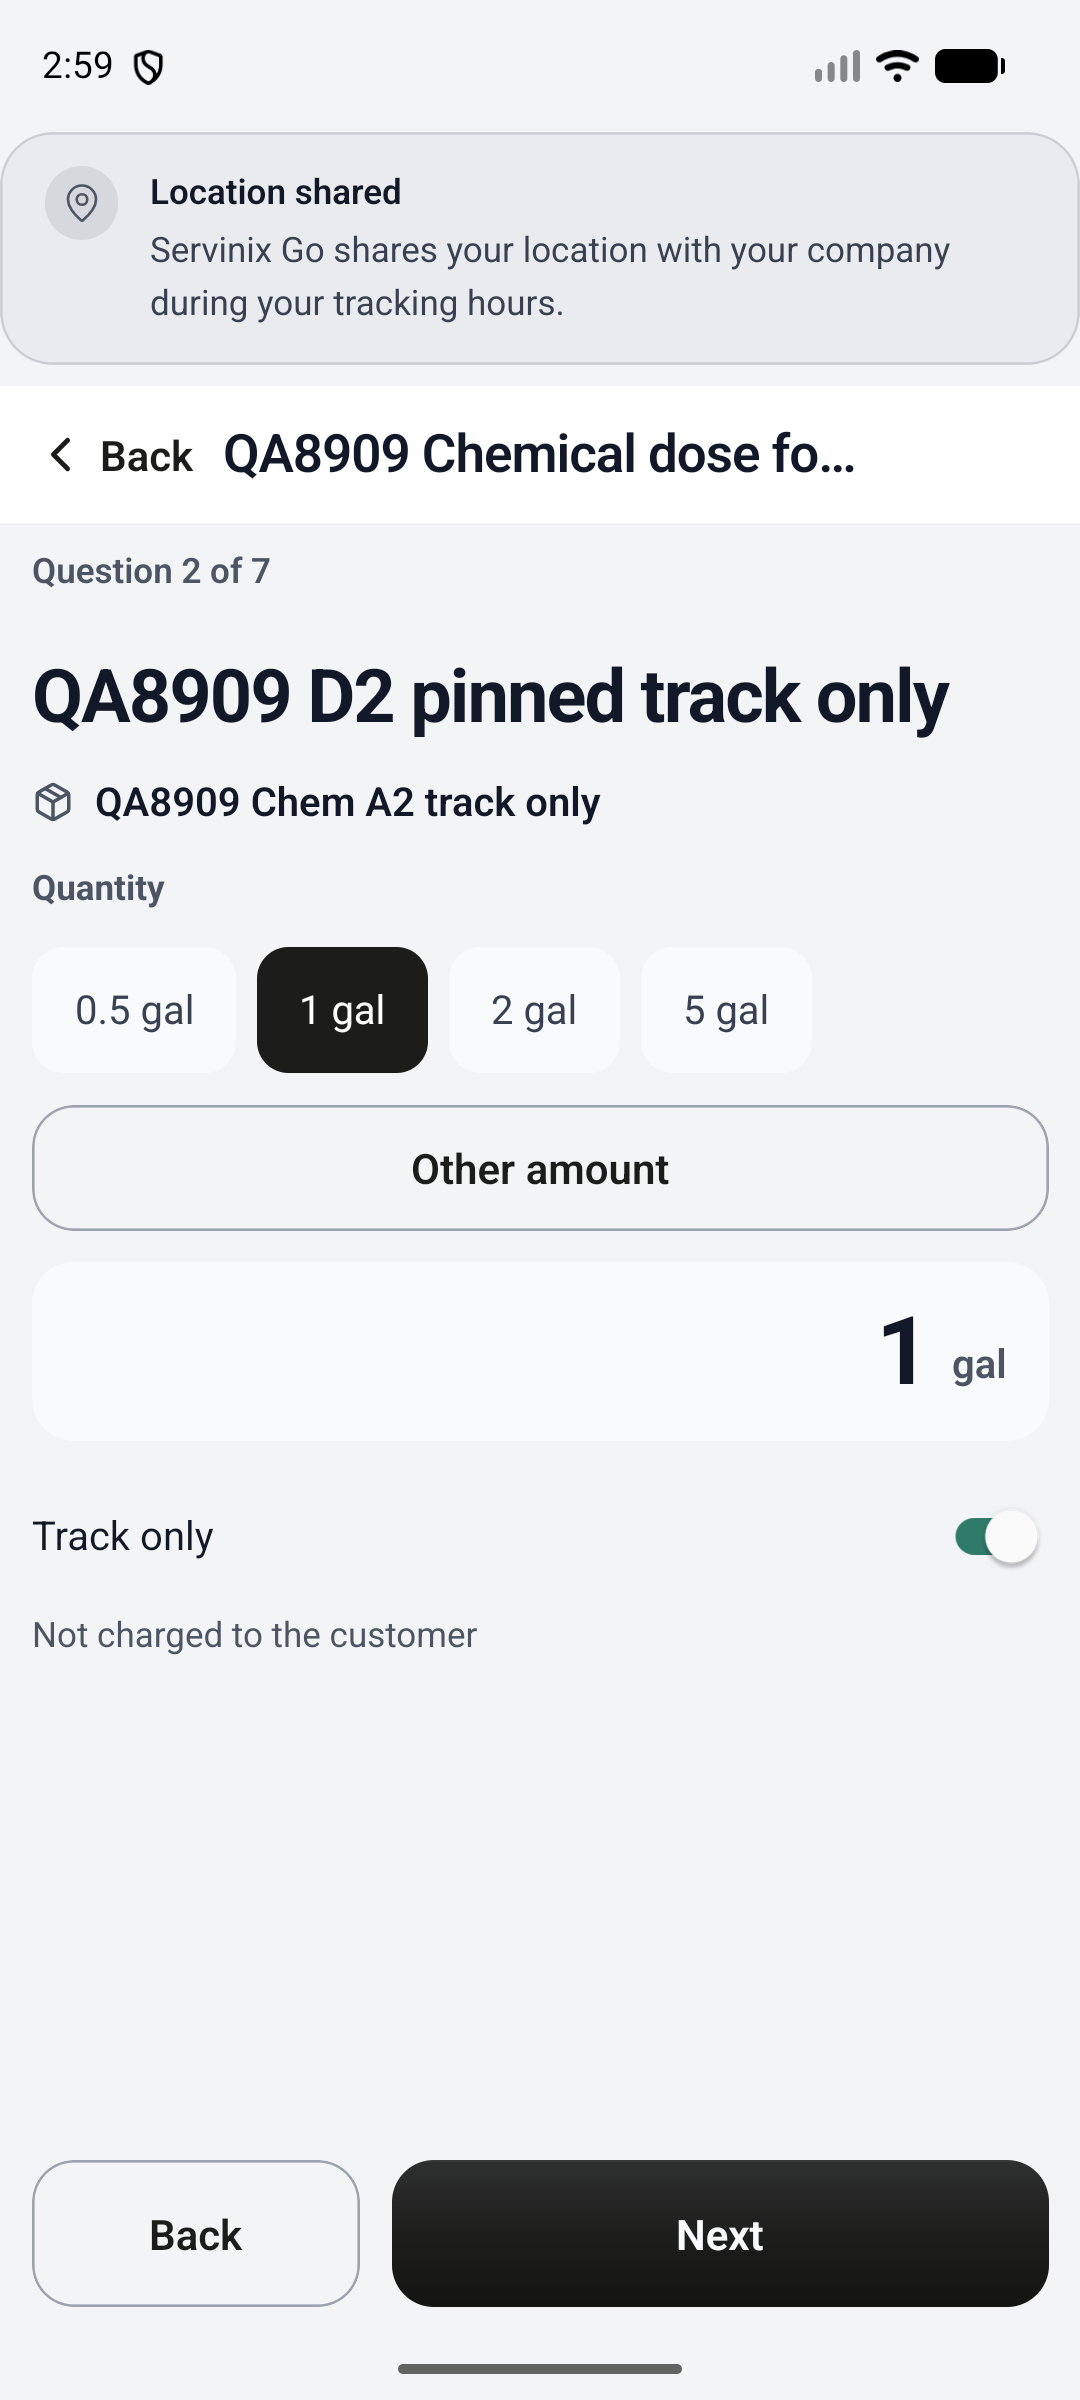 2:59
Location shared
Servinix Go shares your location with your company
during your tracking hours.
Back QA8909 Chemical dose fo...
Question 2 of 7
QA8909 D2 pinned track only
QA8909 Chem A2 track only
Quantity
0.5 gal 1 gal 2 gal 5 gal
Other amount
1 gal
Track only
Not charged to the customer
Back Next